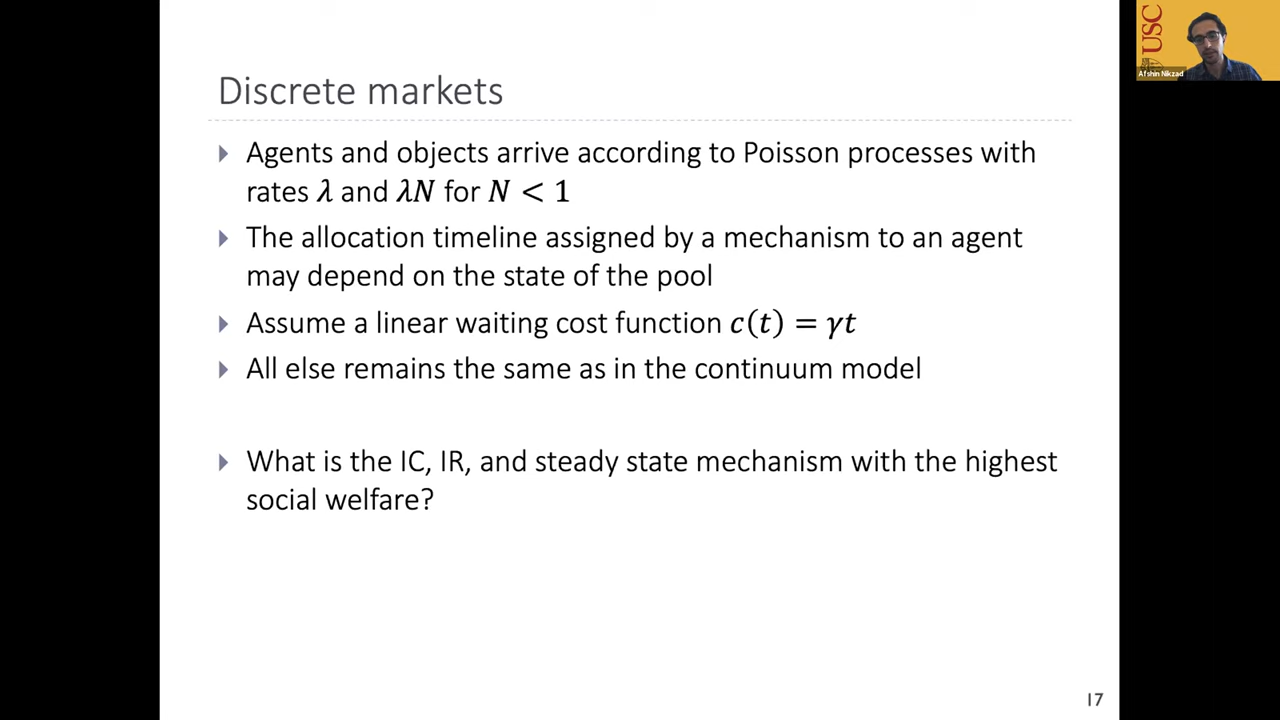 USC
Afshin Nikzad
Discrete markets
Agents and objects arrive according to Poisson processes with
rates λ and λN for N < 1
The allocation timeline assigned by a mechanism to an agent
may depend on the state of the pool
Assume a linear waiting cost function c(t) = γt
All else remains the same as in the continuum model
What is the IC, IR, and steady state mechanism with the highest
social welfare?
17